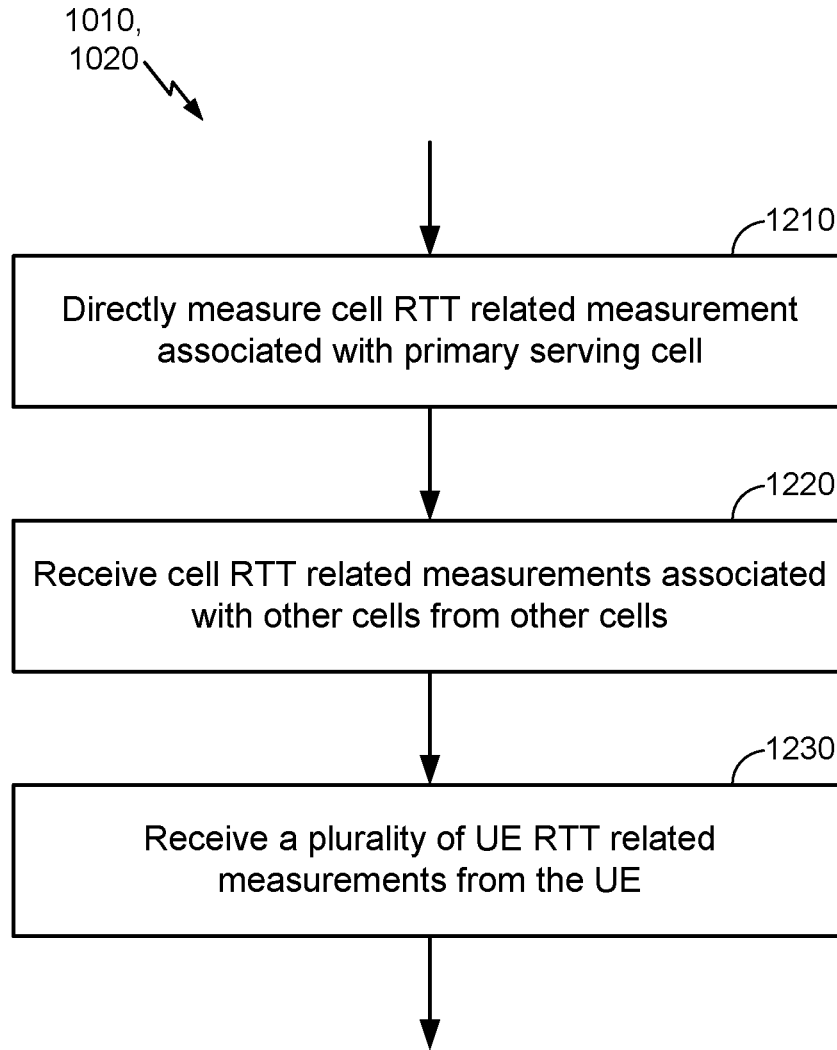 1010,
1020
1210
Directly measure cell RTT related measurement
associated with primary serving cell
1220
Receive cell RTT related measurements associated
with other cells from other cells
1230
Receive a plurality of UE RTT related
measurements from the UE